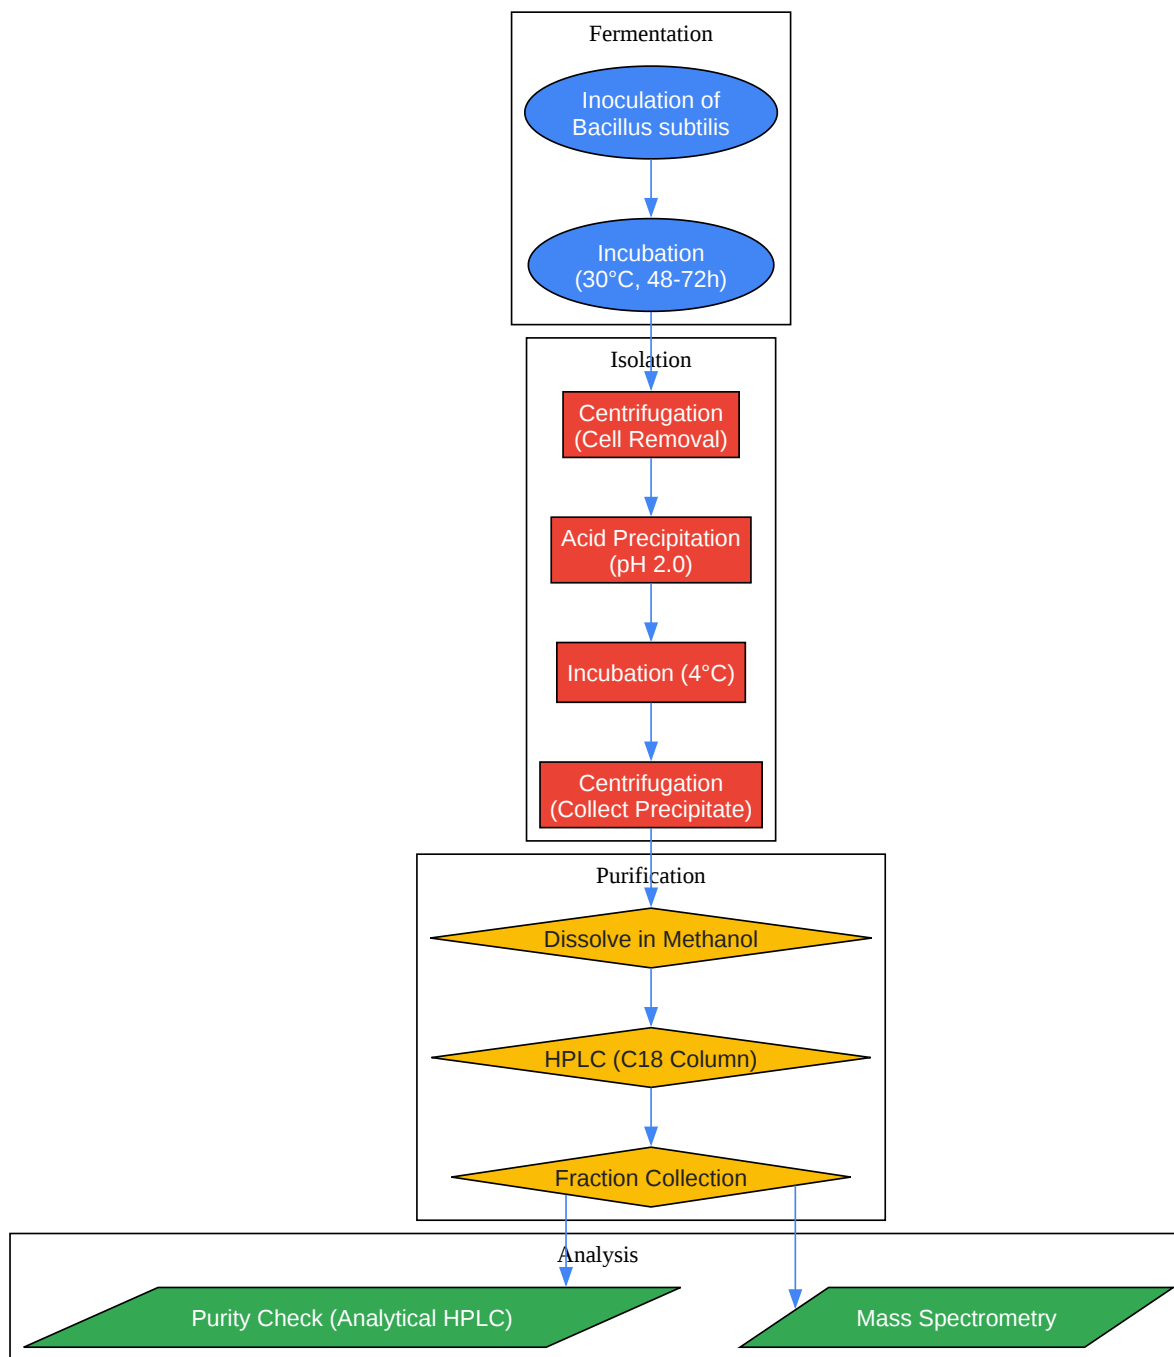 Fermentation
Inoculation of
Bacillus subtilis
Incubation
(30°C, 48-72h)
Isolation
Centrifugation
(Cell Removal)
Acid Precipitation
(pH 2.0)
Incubation (4°C)
Centrifugation
(Collect Precipitate)
Purification
Dissolve in Methanol
HPLC (C18 Column)
Fraction Collection
Analysis
Purity Check (Analytical HPLC)
Mass Spectrometry